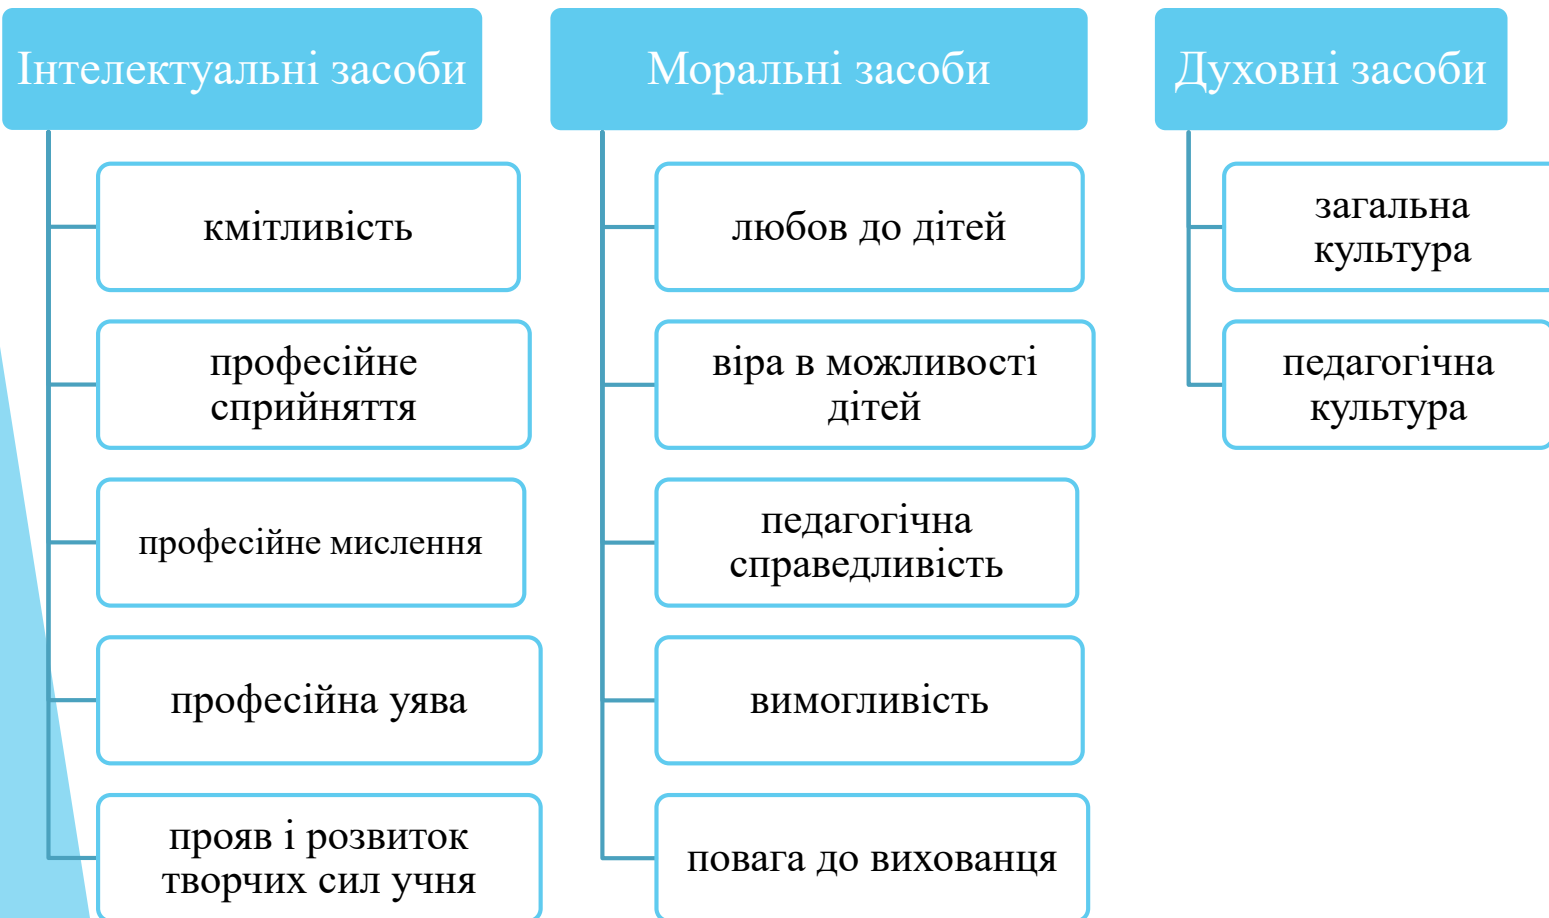 Інтелектуальні засоби
кмітливість
професійне
сприйняття
професійне мислення
професійна уява
прояв і розвиток
творчих сил учня
Моральні засоби
любов до дітей
віра в можливості
дітей
педагогічна
справедливість
вимогливість
повага до вихованця
Духовні засоби
загальна
культура
педагогічна
культура